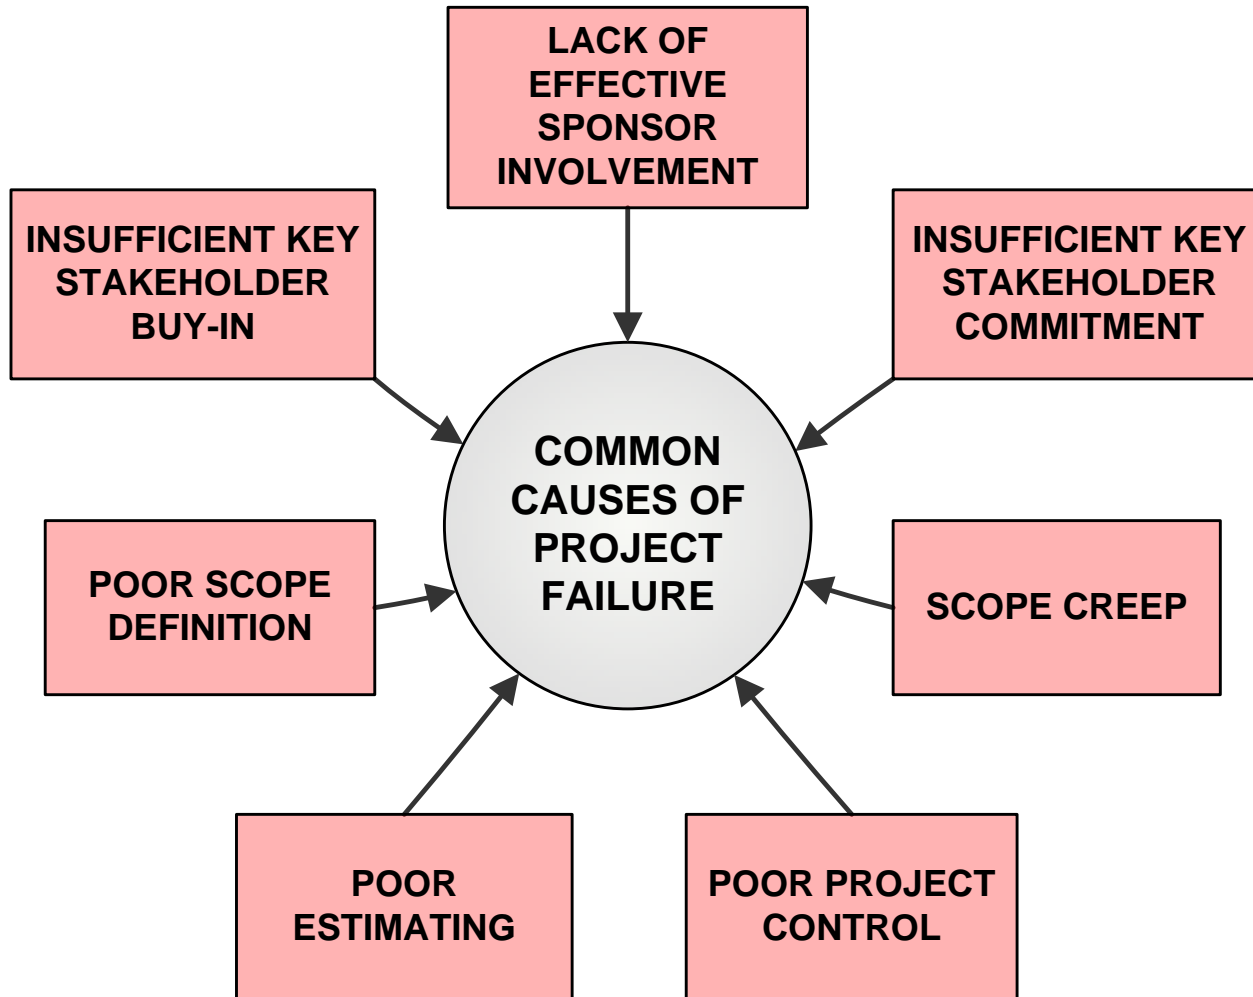 LACK OF
EFFECTIVE
SPONSOR
INVOLVEMENT
INSUFFICIENT KEY
STAKEHOLDER
BUY-IN
INSUFFICIENT KEY
STAKEHOLDER
COMMITMENT
COMMON
CAUSES OF
PROJECT
FAILURE
POOR SCOPE
DEFINITION
SCOPE CREEP
POOR
ESTIMATING
POOR PROJECT
CONTROL